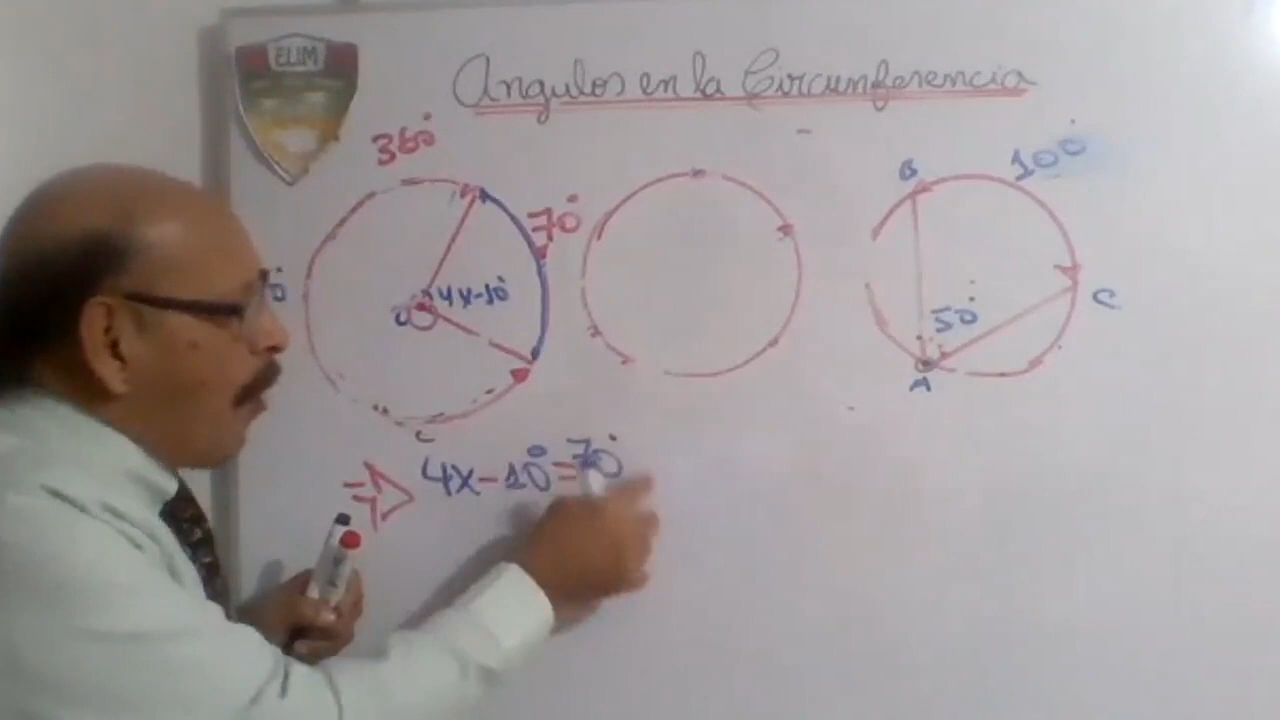 ELIM
Angulos en la Circunferencia
360°
70°
4x-10°
O
C
B
100°
C
50°
A
⇒ 4x-10°=70°